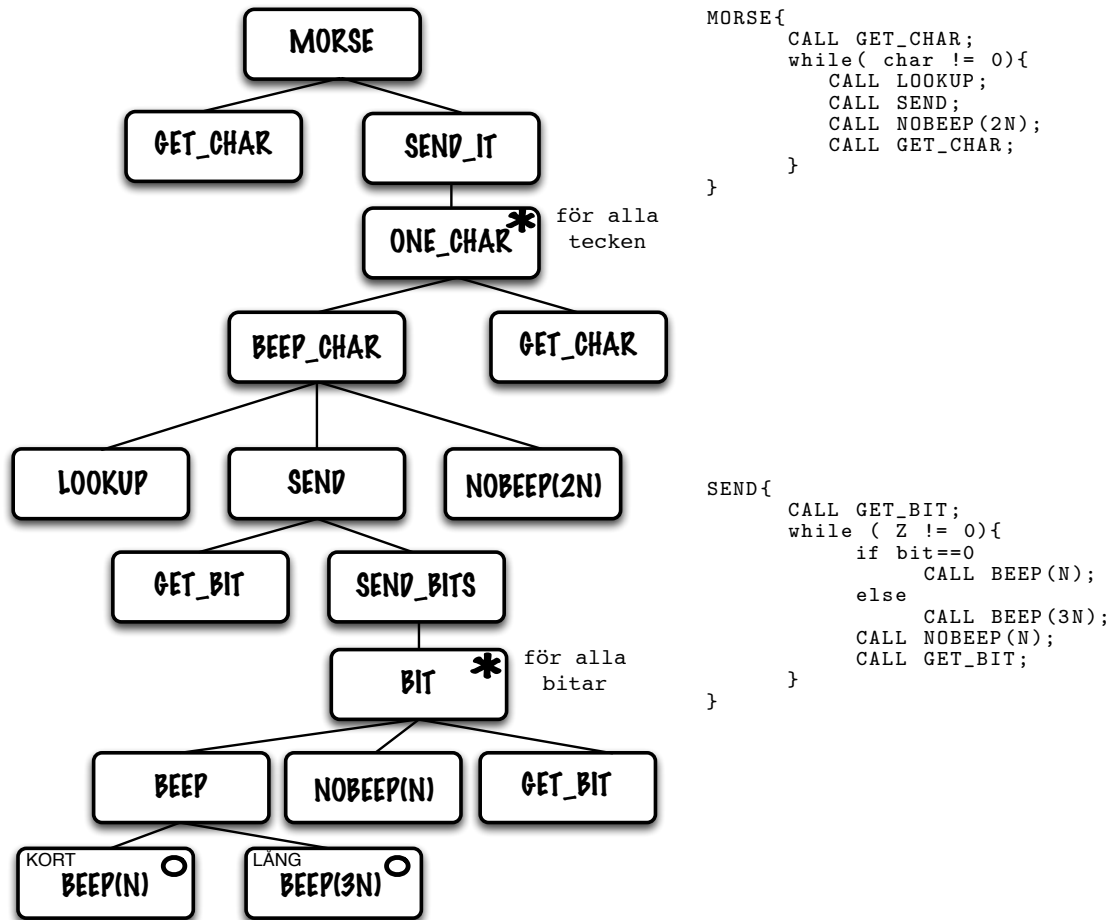 MORSE
GET_CHAR
SEND_IT
ONE_CHAR
*
för alla
tecken
BEEP_CHAR
GET_CHAR
LOOKUP
SEND
NOBEEP(2N)
GET_BIT
SEND_BITS
BIT
*
för alla
bitar
BEEP
NOBEEP(N)
GET_BIT
KORT
BEEP(N)
LÅNG
BEEP(3N)
MORSE{
CALL GET_CHAR;
while( char != 0){
CALL LOOKUP;
CALL SEND;
CALL NOBEEP(2N);
CALL GET_CHAR;
}
}
SEND{
CALL GET_BIT;
while ( Z != 0){
if bit==0
CALL BEEP(N);
else
CALL BEEP(3N);
CALL NOBEEP(N);
CALL GET_BIT;
}
}